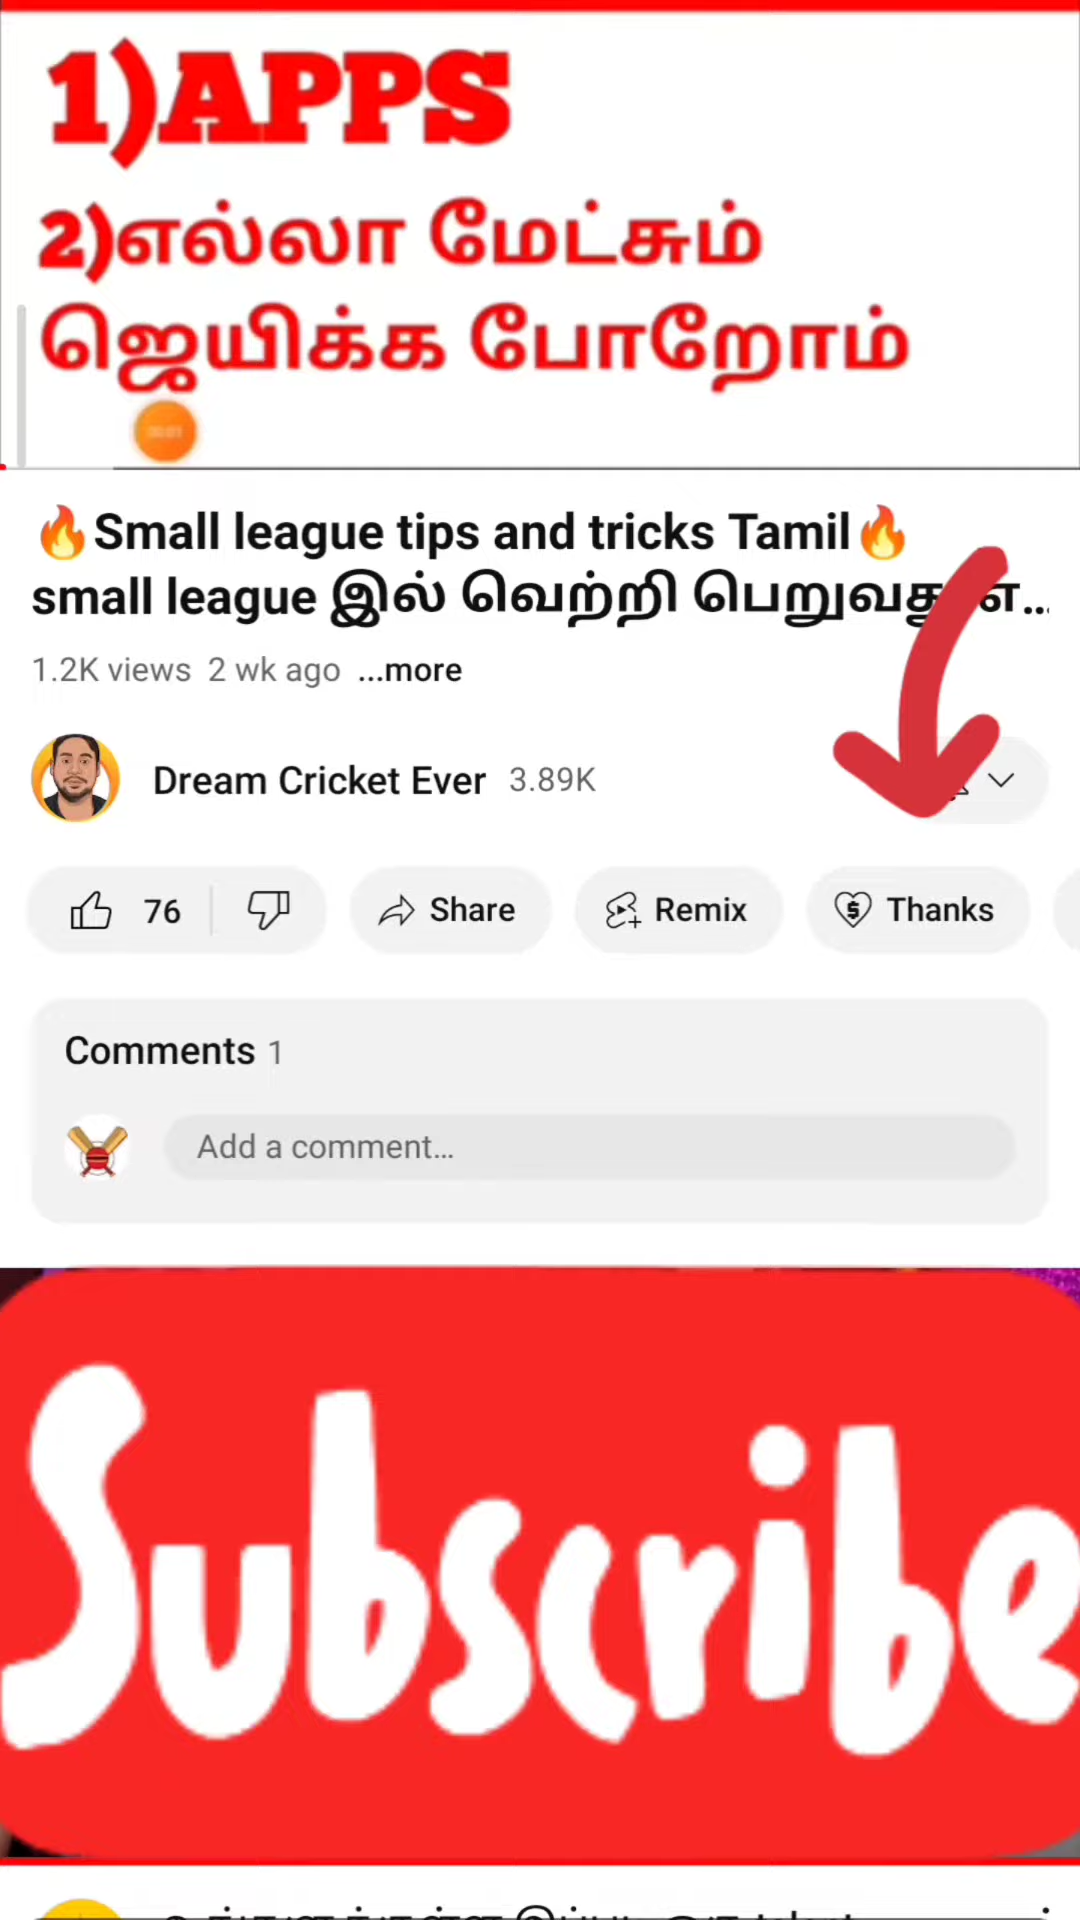 1)APPS
2)எல்லா மேட்சும்
ஜெயிக்க போறோம்
🔥Small league tips and tricks Tamil🔥
small league இல் வெற்றி பெறுவது
1.2K views 2 wk ago ...more
Dream Cricket Ever 3.89K
76 Share Remix Thanks
Comments 1
Add a comment...
Subscribe